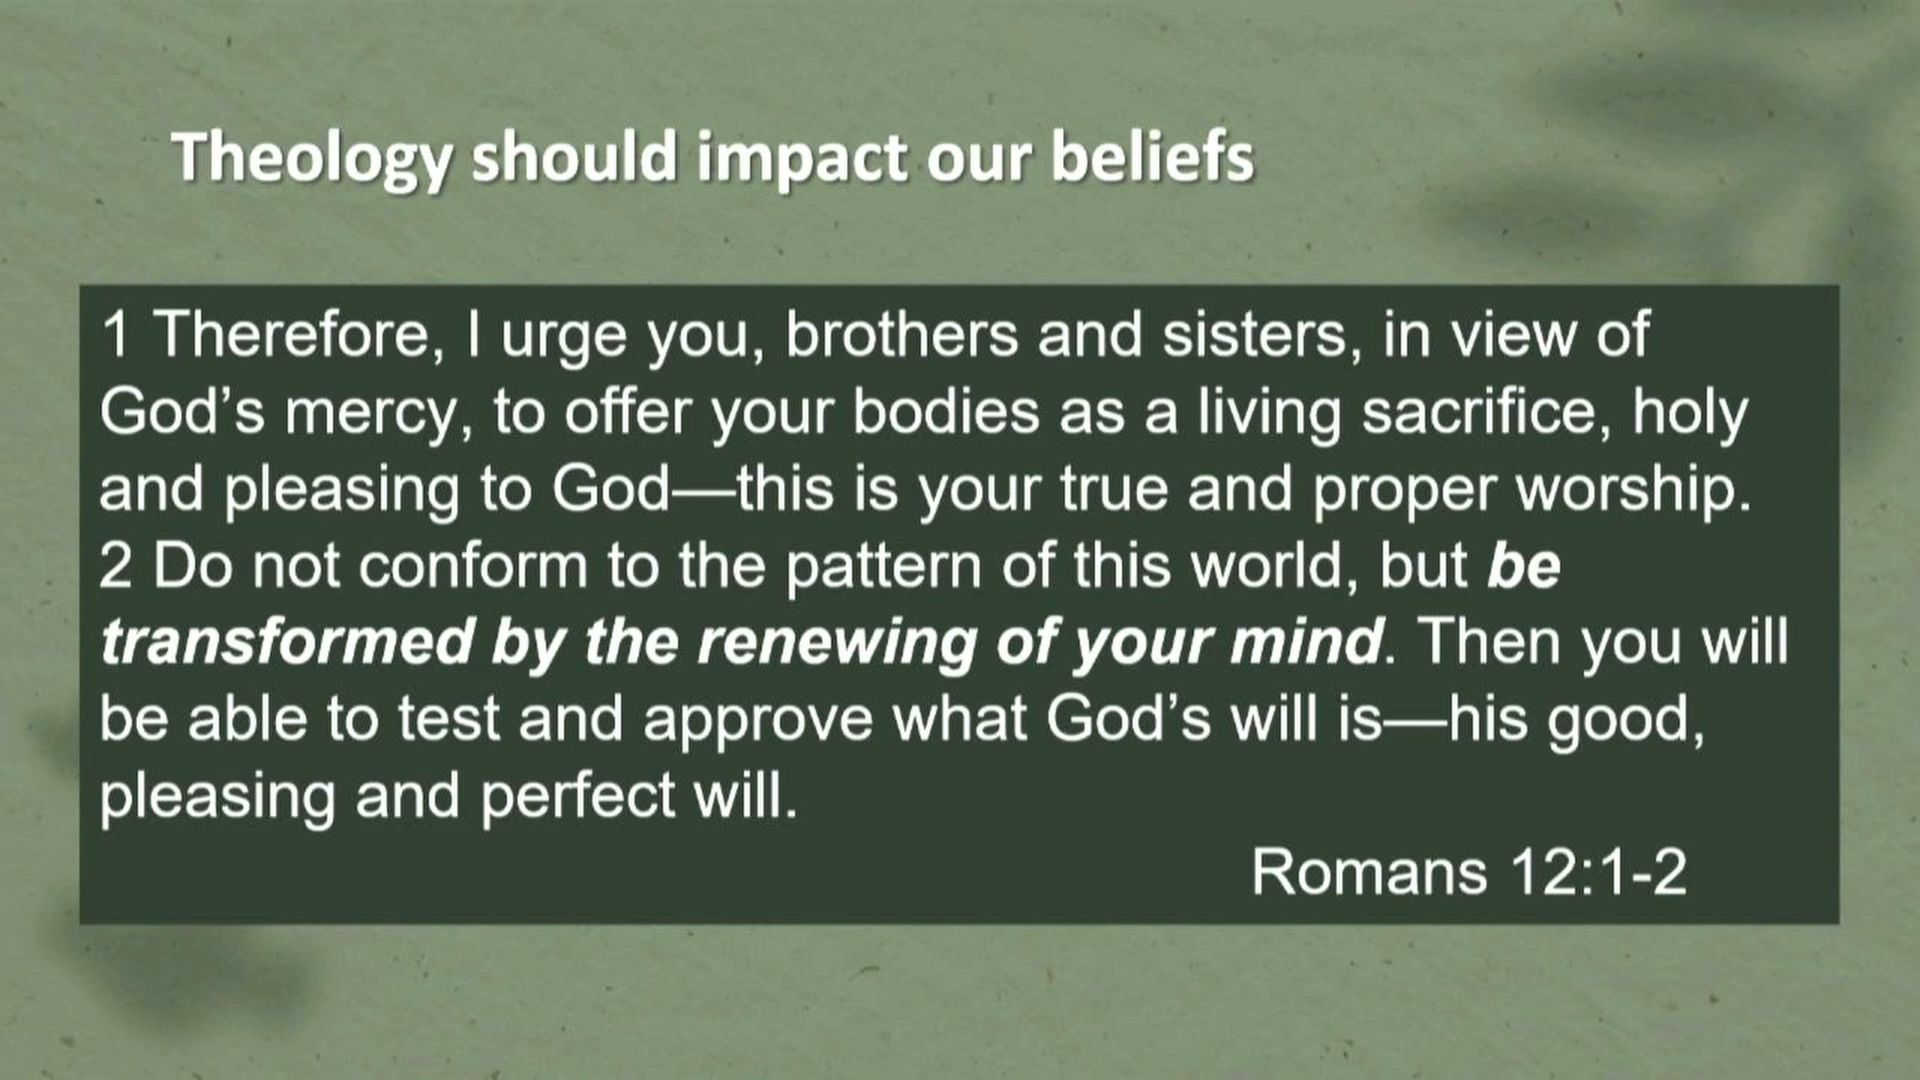 Theology should impact our beliefs
1 Therefore, I urge you, brothers and sisters, in view of
God’s mercy, to offer your bodies as a living sacrifice, holy
and pleasing to God—this is your true and proper worship.
2 Do not conform to the pattern of this world, but be
transformed by the renewing of your mind. Then you will
be able to test and approve what God’s will is—his good,
pleasing and perfect will.
Romans 12:1-2